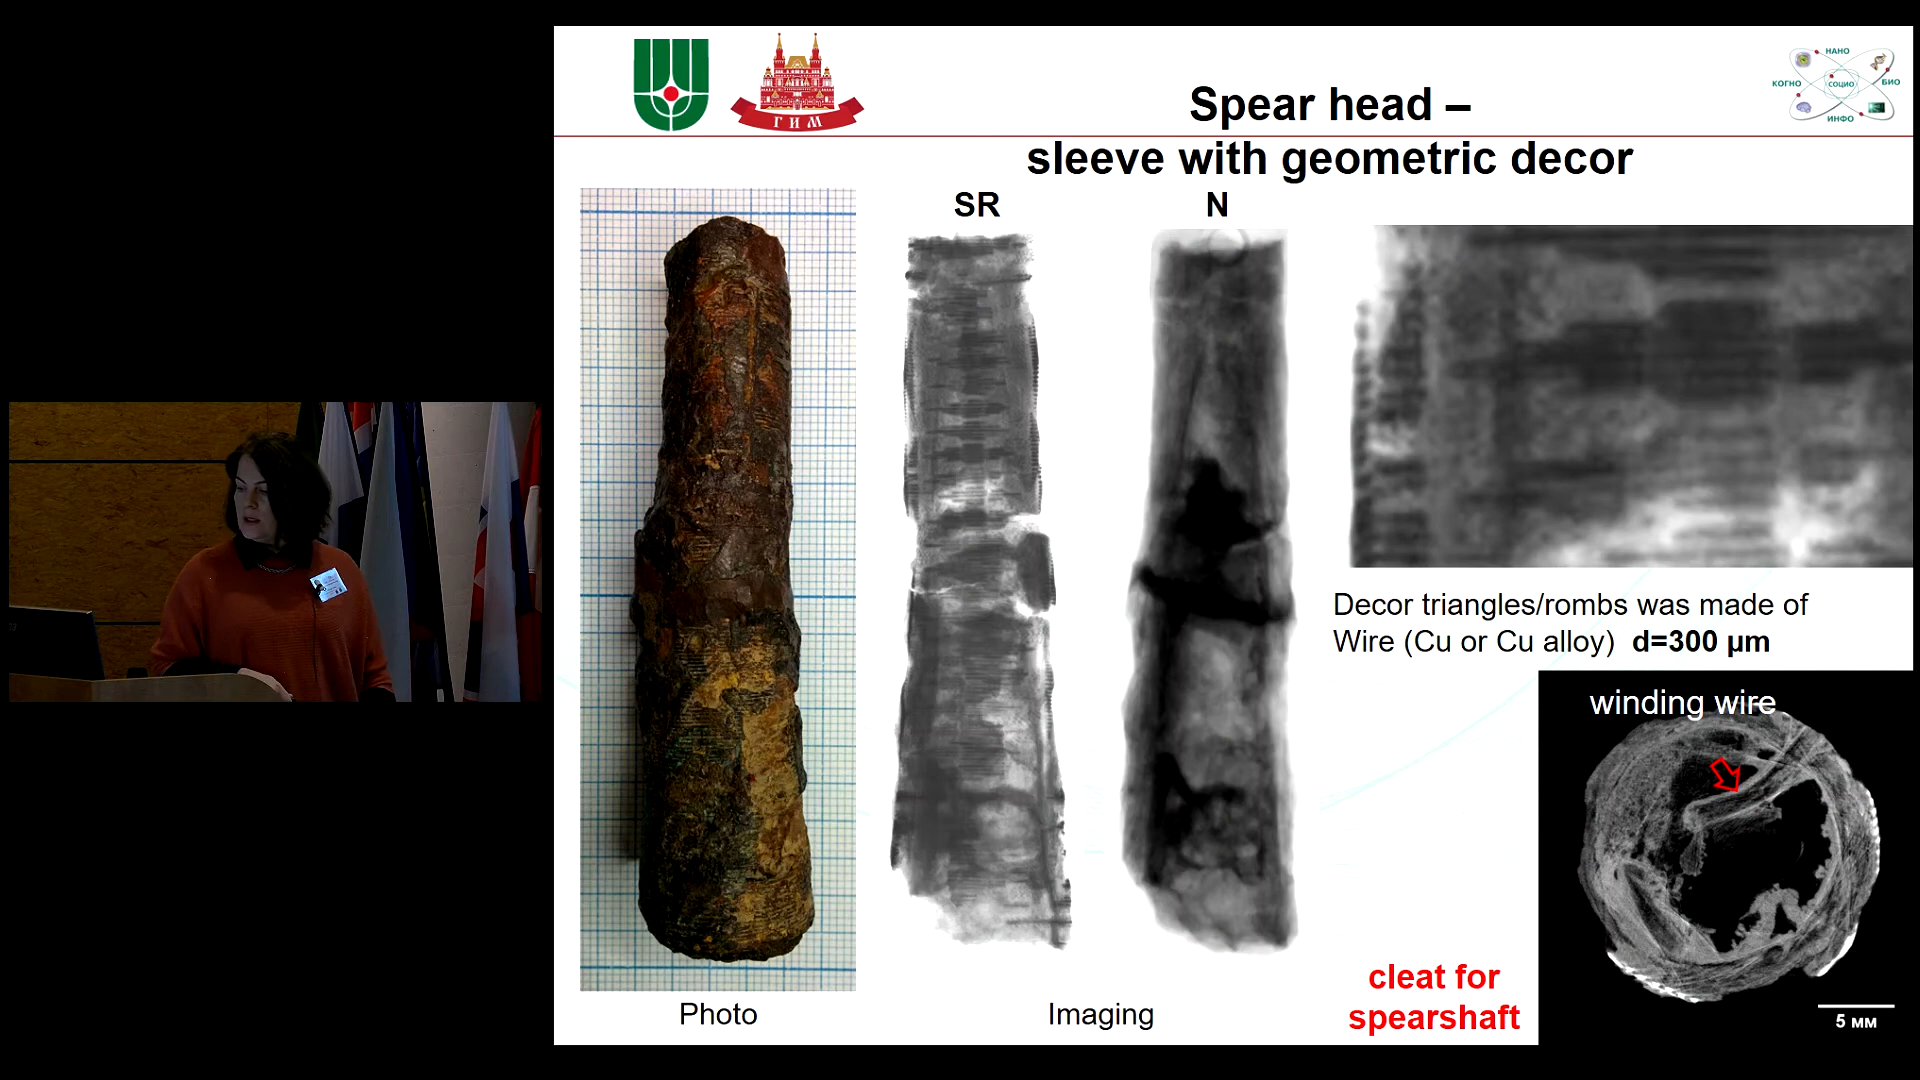 ГИМ
НАНО
КОГНО
СОЦИО
БИО
ИНФО
Spear head –
sleeve with geometric decor
SR
N
Decor triangles/rombs was made of
Wire (Cu or Cu alloy) d=300 µm
winding wire
cleat for
spearshaft
5 мм
Photo
Imaging